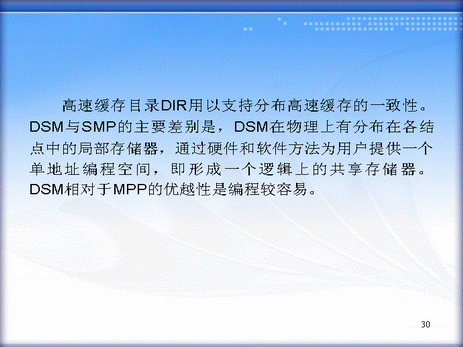 高速缓存目录DIR用以支持分布高速缓存的一致性。
DSM与SMP的主要差别是，DSM在物理上有分布在各结
点中的局部存储器，通过硬件和软件方法为用户提供一个
单地址编程空间，即形成一个逻辑上的共享存储器。
DSM相对于MPP的优越性是编程较容易。
30